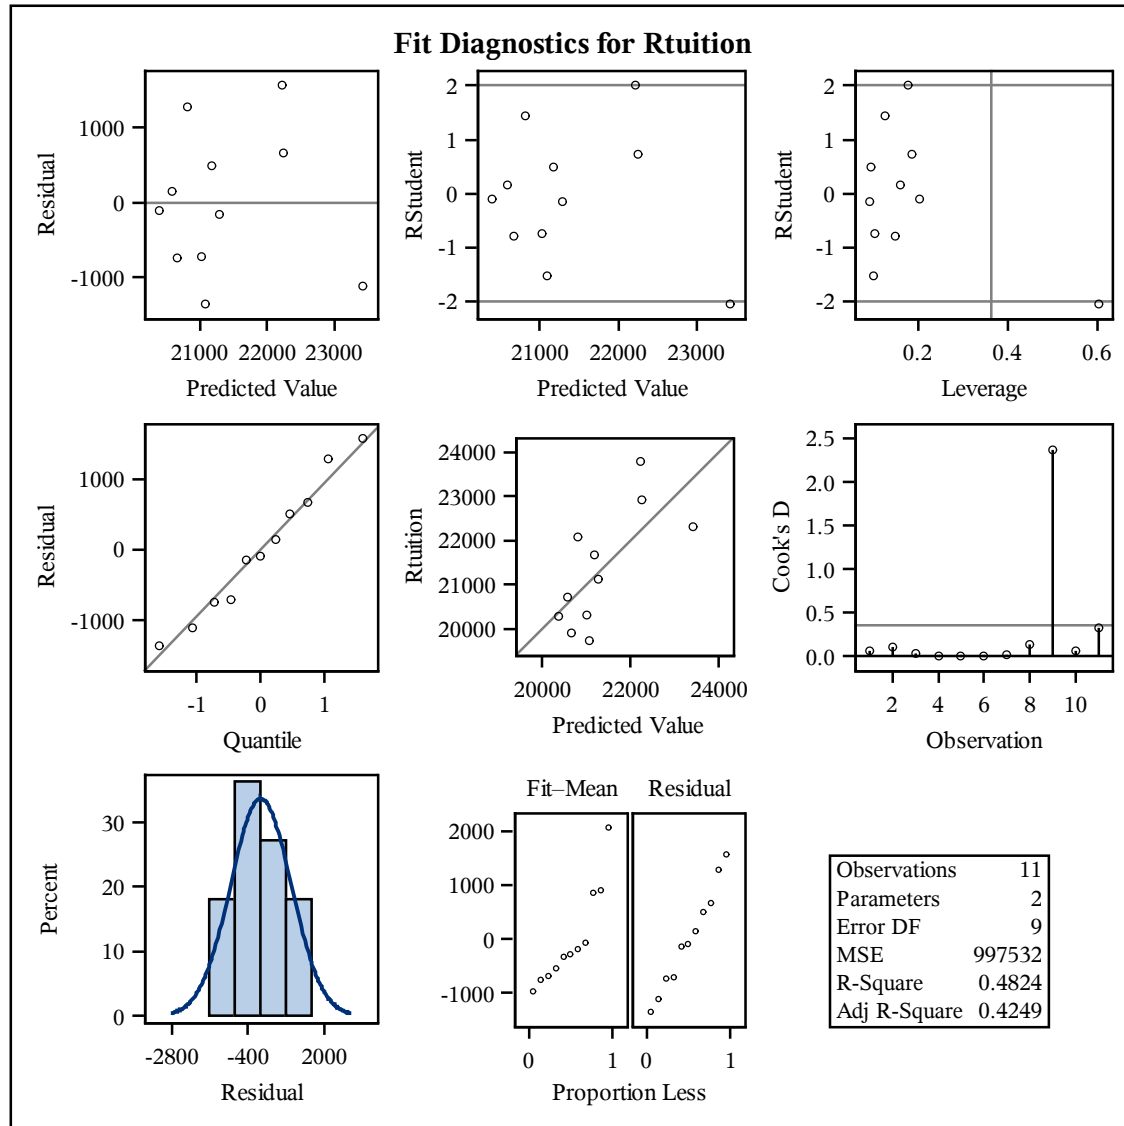 Fit Diagnostics for Rtuition
Residual
1000
0
-1000
21000 22000 23000
Predicted Value
RStudent
2
1
0
-1
-2
21000 22000 23000
Predicted Value
RStudent
2
1
0
-1
-2
0.2 0.4 0.6
Leverage
Residual
1000
0
-1000
-1 0 1
Quantile
Rtuition
24000
23000
22000
21000
20000
20000 22000 24000
Predicted Value
Cook's D
2.5
2.0
1.5
1.0
0.5
0.0
2 4 6 8 10
Observation
Percent
30
20
10
0
-2800 -400 2000
Residual
Fit–Mean Residual
2000
1000
0
-1000
0 1 0 1
Proportion Less
Observations 11
Parameters 2
Error DF 9
MSE 997532
R-Square 0.4824
Adj R-Square 0.4249